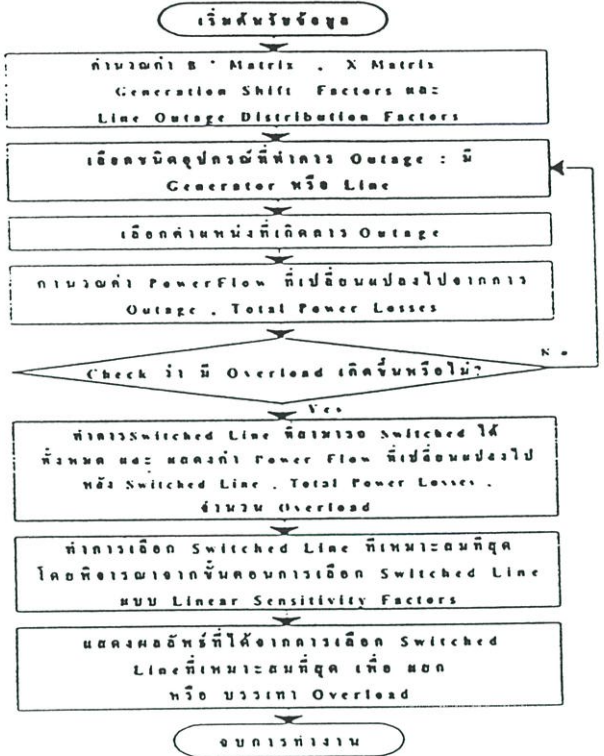 เริ่มต้นรับข้อมูล
คำนวณค่า B' Matrix , X Matrix
Generation Shift Factors และ
Line Outage Distribution Factors
เลือกชนิดอุปกรณ์ที่ทำการ Outage : มี
Generator หรือ Line
เลือกตำแหน่งที่เกิดการ Outage
คำนวณค่า PowerFlow ที่เปลี่ยนแปลงไปจากการ
Outage , Total Power Losses
No
Check ว่า มี Overload เกิดขึ้นหรือไม่?
Yes
ทำการSwitched Line ที่สามารถ Switched ได้
ทั้งหมด และ แสดงค่า Power Flow ที่เปลี่ยนแปลงไป
หลัง Switched Line , Total Power Losses ,
จำนวน Overload
ทำการเลือก Switched Line ที่เหมาะสมที่สุด
โดยพิจารณาจากขั้นตอนการเลือก Switched Line
แบบ Linear Sensitivity Factors
แสดงผลลัพธ์ที่ได้จากการเลือก Switched
Lineที่เหมาะสมที่สุด เพื่อ แยก
หรือ บรรเทา Overload
จบการทำงาน